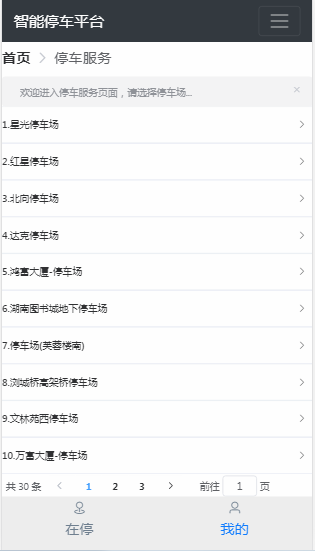 智能停车平台
首页 > 停车服务
欢迎进入停车服务页面，请选择停车场... ×
1.星光停车场
2.红星停车场
3.北向停车场
4.达克停车场
5.鸿富大厦-停车场
6.湖南图书城地下停车场
7.停车场(芙蓉楼南)
8.浏城桥高架桥停车场
9.文林苑西停车场
10.万富大厦-停车场
共 30 条 < 1 2 3 > 前往 1 页
在停 我的